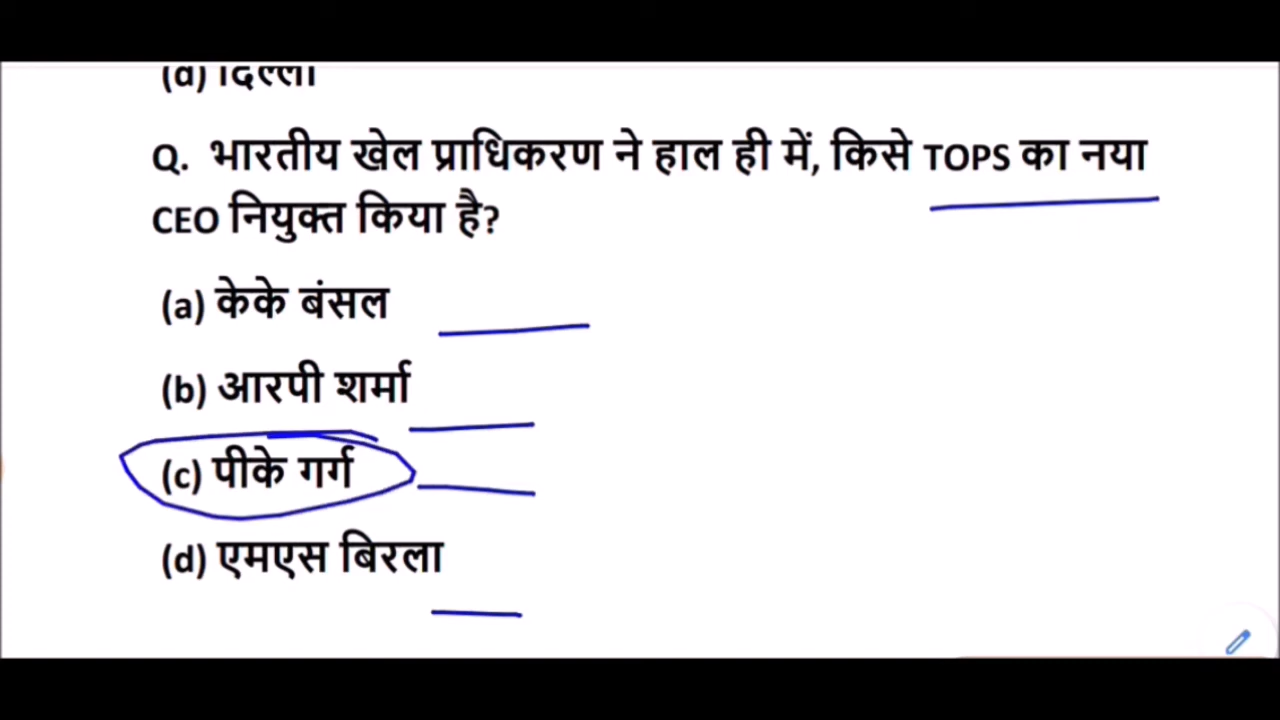 (d) दिल्ली
Q. भारतीय खेल प्राधिकरण ने हाल ही में, किसे TOPS का नया
CEO नियुक्त किया है?
(a) केके बंसल
(b) आरपी शर्मा
(c) पीके गर्ग
(d) एमएस बिरला